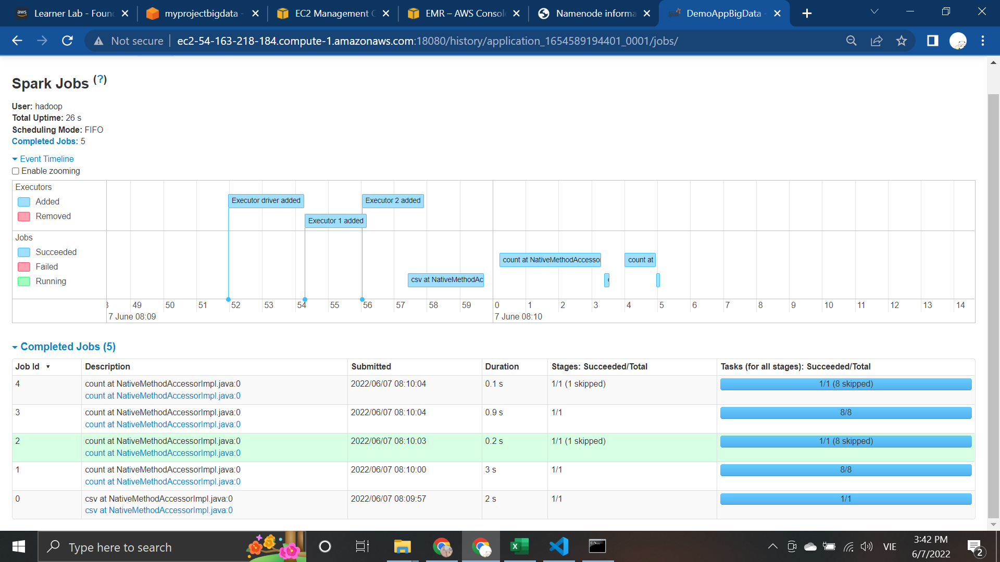 aws Learner Lab - Foun
myprojectbigdata -
EC2 Management C
EMR – AWS Consol
Namenode informa
DemoAppBigData -
Not secure
ec2-54-163-218-184.compute-1.amazonaws.com:18080/history/application_1654589194401_0001/jobs/
Spark Jobs (?)
User: hadoop
Total Uptime: 26 s
Scheduling Mode: FIFO
Completed Jobs: 5
Event Timeline
Enable zooming
Executors
Added
Removed
Executor driver added
Executor 2 added
Executor 1 added
Jobs
Succeeded
Failed
Running
count at NativeMethodAccesso
count at
csv at NativeMethodAc
49 50 51 52 53 54 55 56 57 58 59 0 1 2 3 4 5 6 7 8 9 10 11 12 13 14
7 June 08:09
7 June 08:10
Completed Jobs (5)
Job Id ▾ Description Submitted Duration Stages: Succeeded/Total Tasks (for all stages): Succeeded/Total
4 count at NativeMethodAccessorImpl.java:0 2022/06/07 08:10:04 0.1 s 1/1 (1 skipped) 1/1 (8 skipped)
count at NativeMethodAccessorImpl.java:0
3 count at NativeMethodAccessorImpl.java:0 2022/06/07 08:10:04 0.9 s 1/1 8/8
count at NativeMethodAccessorImpl.java:0
2 count at NativeMethodAccessorImpl.java:0 2022/06/07 08:10:03 0.2 s 1/1 (1 skipped) 1/1 (8 skipped)
count at NativeMethodAccessorImpl.java:0
1 count at NativeMethodAccessorImpl.java:0 2022/06/07 08:10:00 3 s 1/1 8/8
count at NativeMethodAccessorImpl.java:0
0 csv at NativeMethodAccessorImpl.java:0 2022/06/07 08:09:57 2 s 1/1 1/1
csv at NativeMethodAccessorImpl.java:0
Type here to search
VIE
3:42 PM
6/7/2022
2